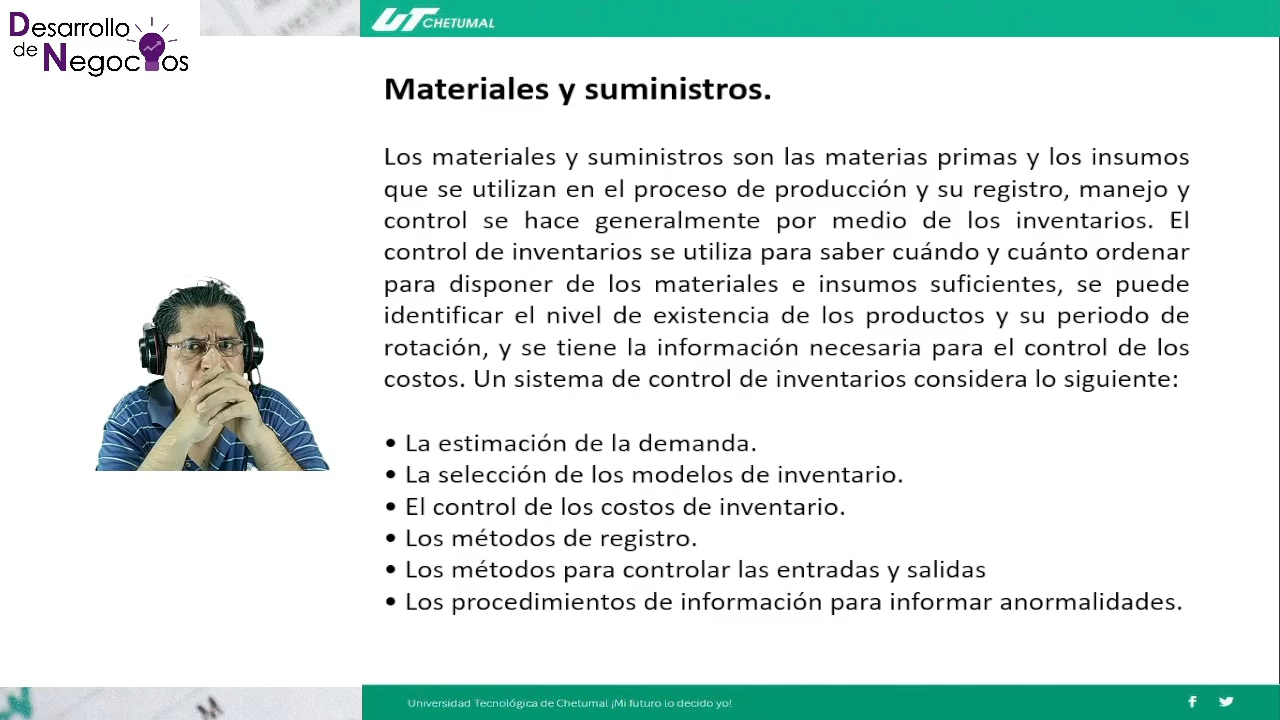 Desarrollo
de Negocios
UT CHETUMAL
Materiales y suministros.
Los materiales y suministros son las materias primas y los insumos
que se utilizan en el proceso de producción y su registro, manejo y
control se hace generalmente por medio de los inventarios. El
control de inventarios se utiliza para saber cuándo y cuánto ordenar
para disponer de los materiales e insumos suficientes, se puede
identificar el nivel de existencia de los productos y su periodo de
rotación, y se tiene la información necesaria para el control de los
costos. Un sistema de control de inventarios considera lo siguiente:
• La estimación de la demanda.
• La selección de los modelos de inventario.
• El control de los costos de inventario.
• Los métodos de registro.
• Los métodos para controlar las entradas y salidas
• Los procedimientos de información para informar anormalidades.
Universidad Tecnológica de Chetumal ¡Mi futuro lo decido yo!